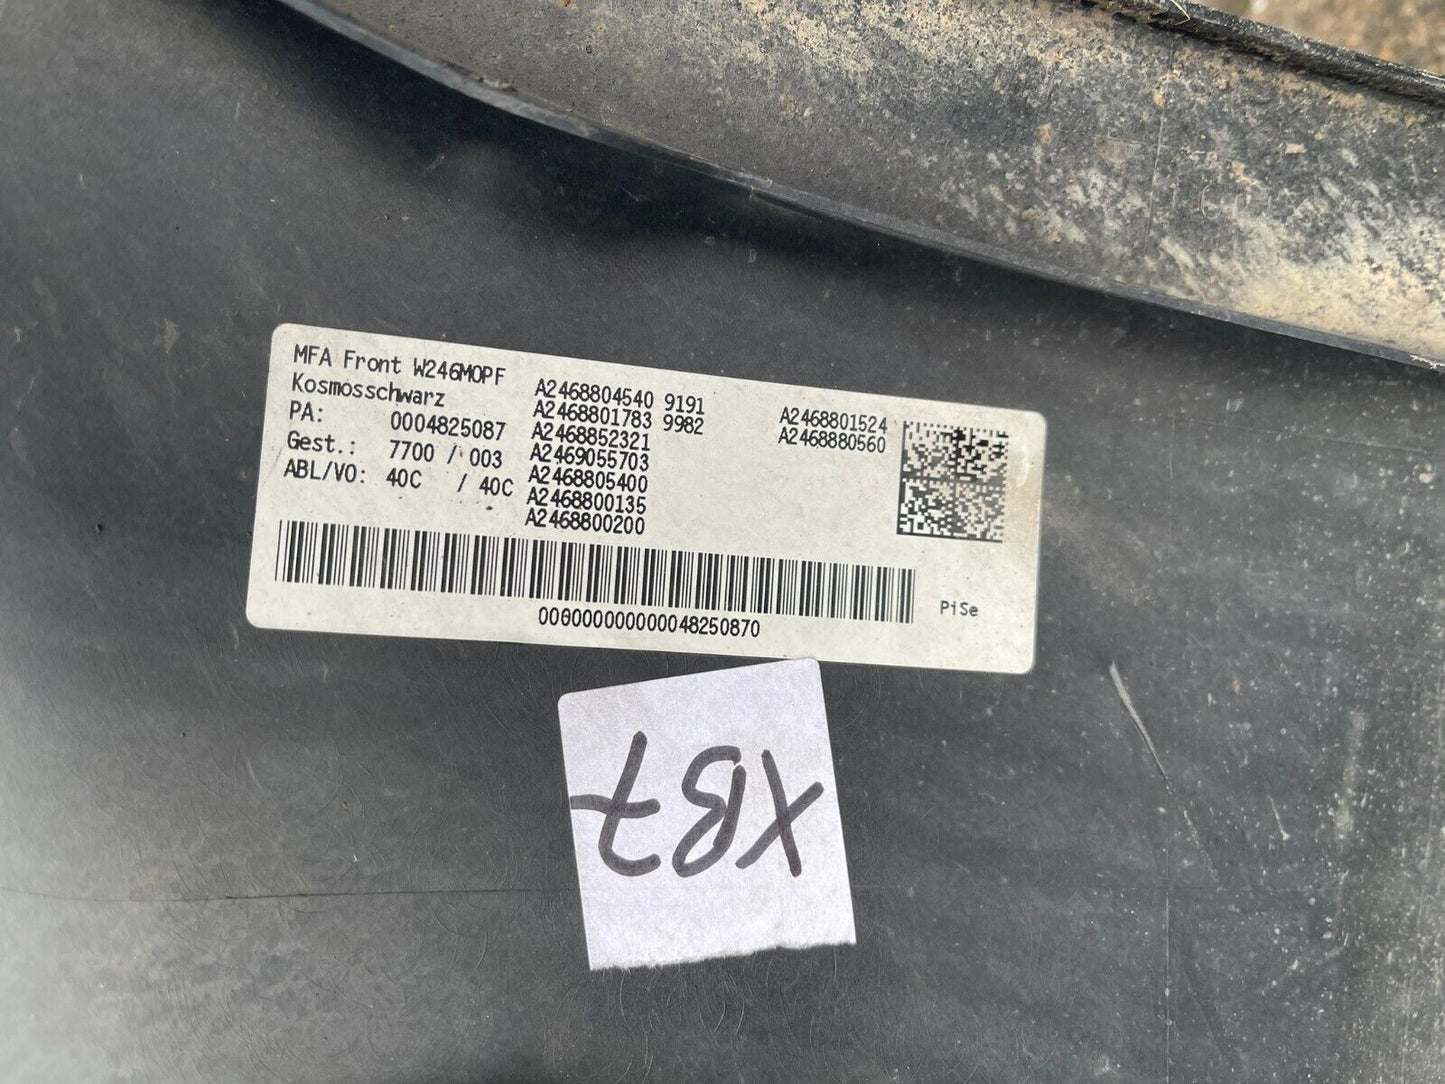 MFA Front W246MOPF
Kosmosschwarz
PA: 0004825087
Gest.: 7700 / 003
ABL/VO: 40C / 40C
A2468804540 9191
A2468801783 9982
A2468852321
A2469055703
A2468805400
A2468800135
A2468800200
A2468801524
A2468880560
000000000000048250870
PiSe
XB7